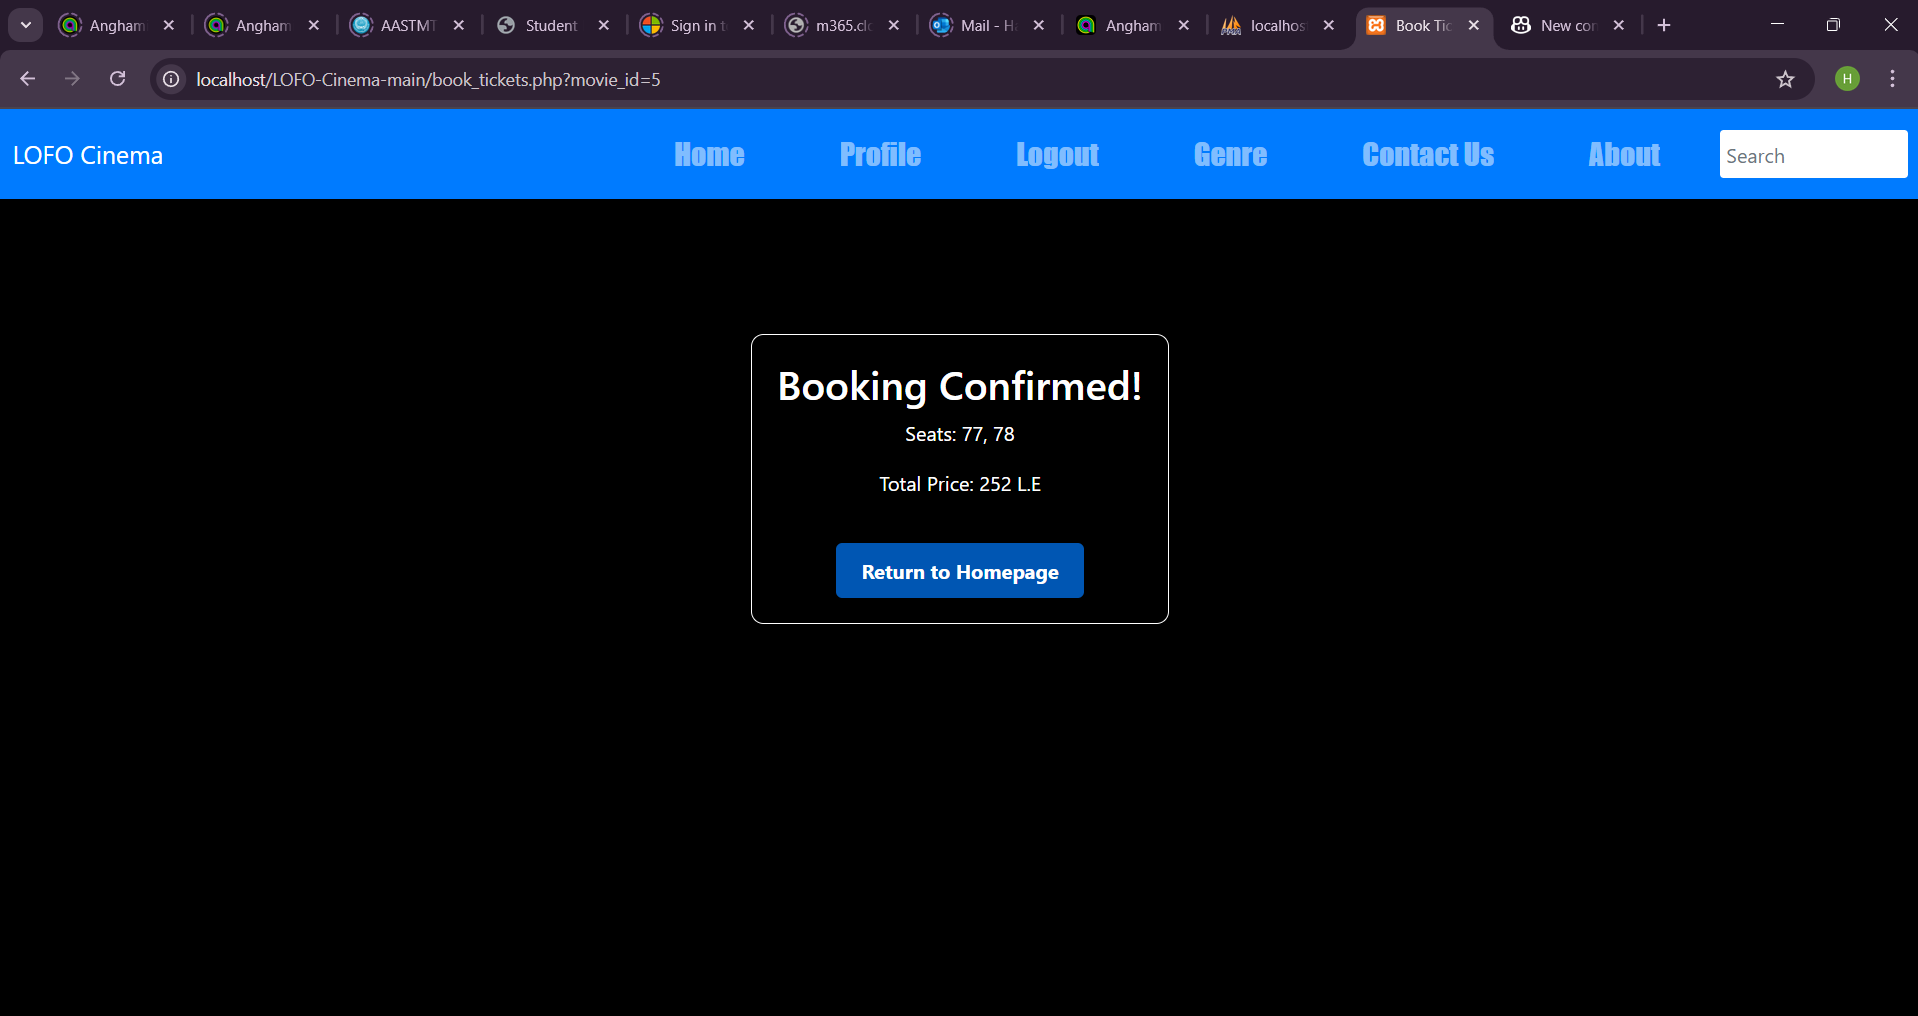 Angham
Angham
AASTMT
Student
Sign in t
m365.cl
Mail - H
Angham
localhos
Book Tic
New con
localhost/LOFO-Cinema-main/book_tickets.php?movie_id=5
H
LOFO Cinema
Home
Profile
Logout
Genre
Contact Us
About
Search
Booking Confirmed!
Seats: 77, 78
Total Price: 252 L.E
Return to Homepage